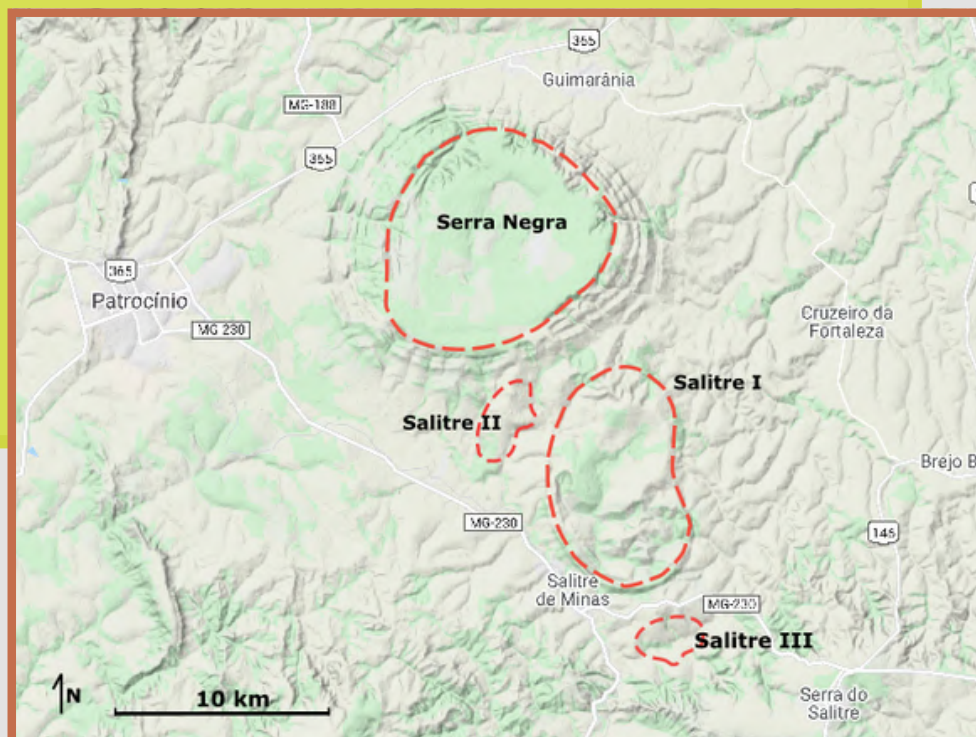 365
Guimarânia
MG-188
365
Serra Negra
365
Patrocínio
MG 230
Cruzeiro da
Fortaleza
Salitre I
Salitre II
Brejo B
MG-230
146
Salitre
de Minas
MG-230
Salitre III
N
10 km
Serra do
Salitre